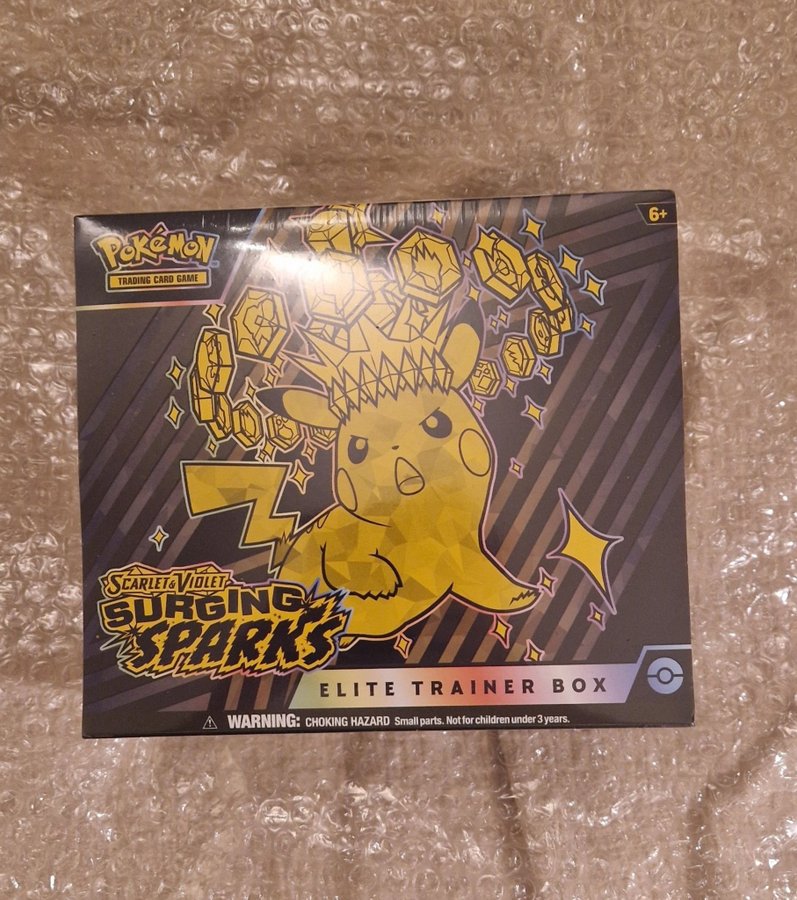 POKéMON
TRADING CARD GAME
6+
SCARLET & VIOLET
SURGING
SPARKS
ELITE TRAINER BOX
WARNING: CHOKING HAZARD Small parts. Not for children under 3 years.